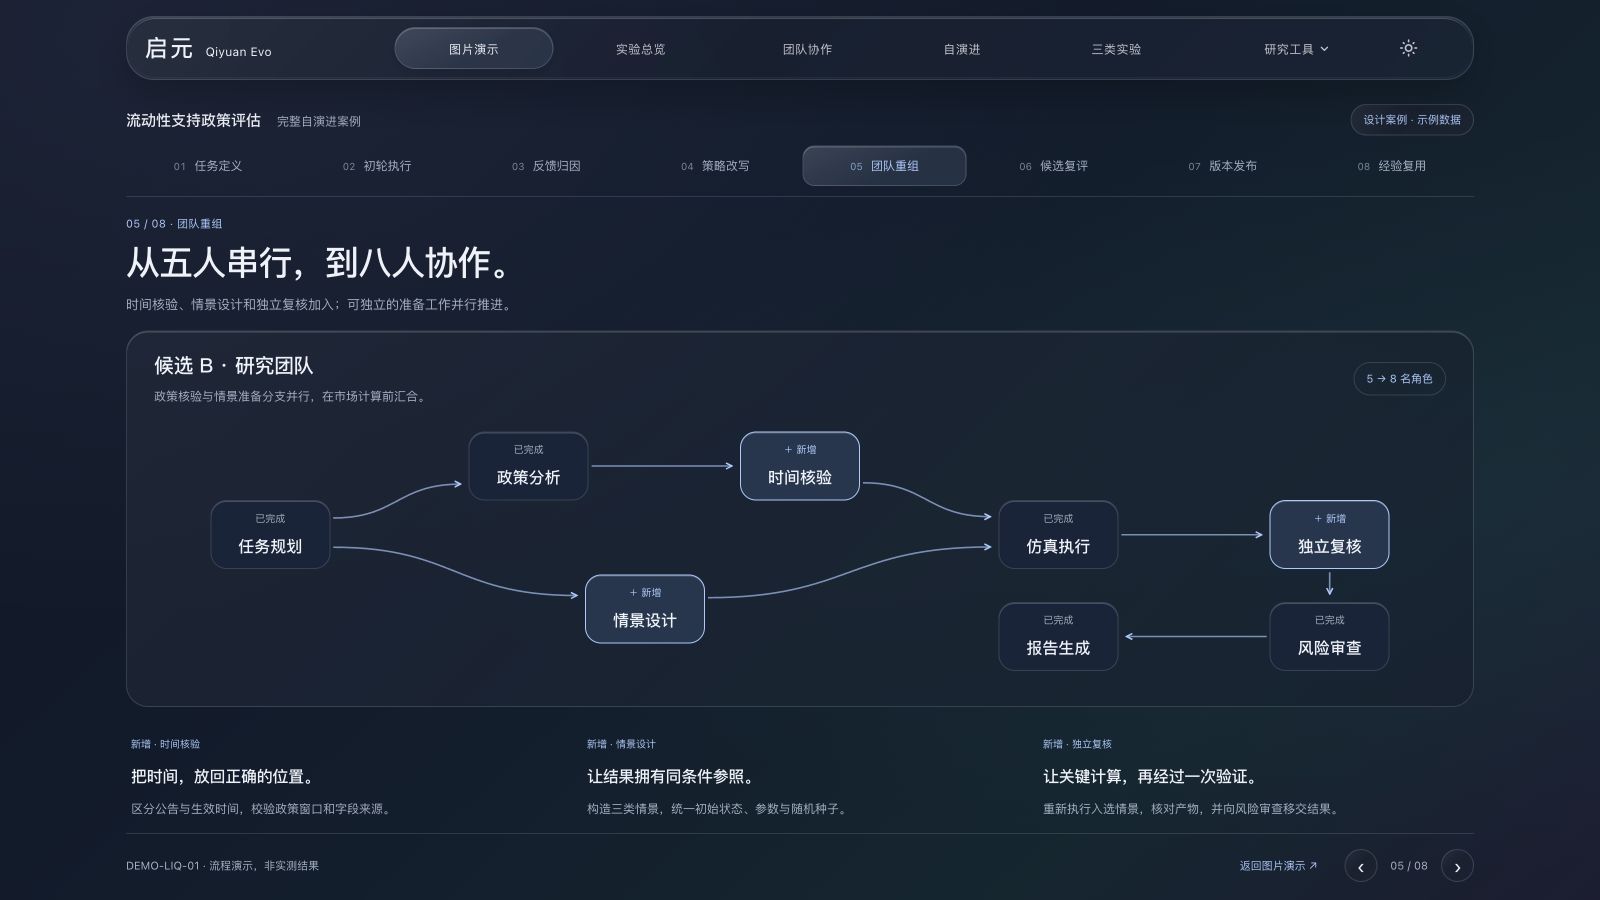 启元 Qiyuan Evo 图片演示 实验总览 团队协作 自演进 三类实验 研究工具
流动性支持政策评估 完整自演进案例 设计案例 · 示例数据
01 任务定义 02 初轮执行 03 反馈归因 04 策略改写 05 团队重组 06 候选复评 07 版本发布 08 经验复用
05 / 08 · 团队重组
从五人串行，到八人协作。
时间核验、情景设计和独立复核加入；可独立的准备工作并行推进。
候选 B · 研究团队
5 → 8 名角色
政策核验与情景准备分支并行，在市场计算前汇合。
已完成
政策分析
+ 新增
时间核验
已完成
任务规划
已完成
仿真执行
+ 新增
独立复核
+ 新增
情景设计
已完成
报告生成
已完成
风险审查
新增 · 时间核验
把时间，放回正确的位置。
区分公告与生效时间，校验政策窗口和字段来源。
新增 · 情景设计
让结果拥有同条件参照。
构造三类情景，统一初始状态、参数与随机种子。
新增 · 独立复核
让关键计算，再经过一次验证。
重新执行入选情景，核对产物，并向风险审查移交结果。
DEMO-LIQ-01 · 流程演示，非实测结果 返回图片演示 ↗ ‹ 05 / 08 ›